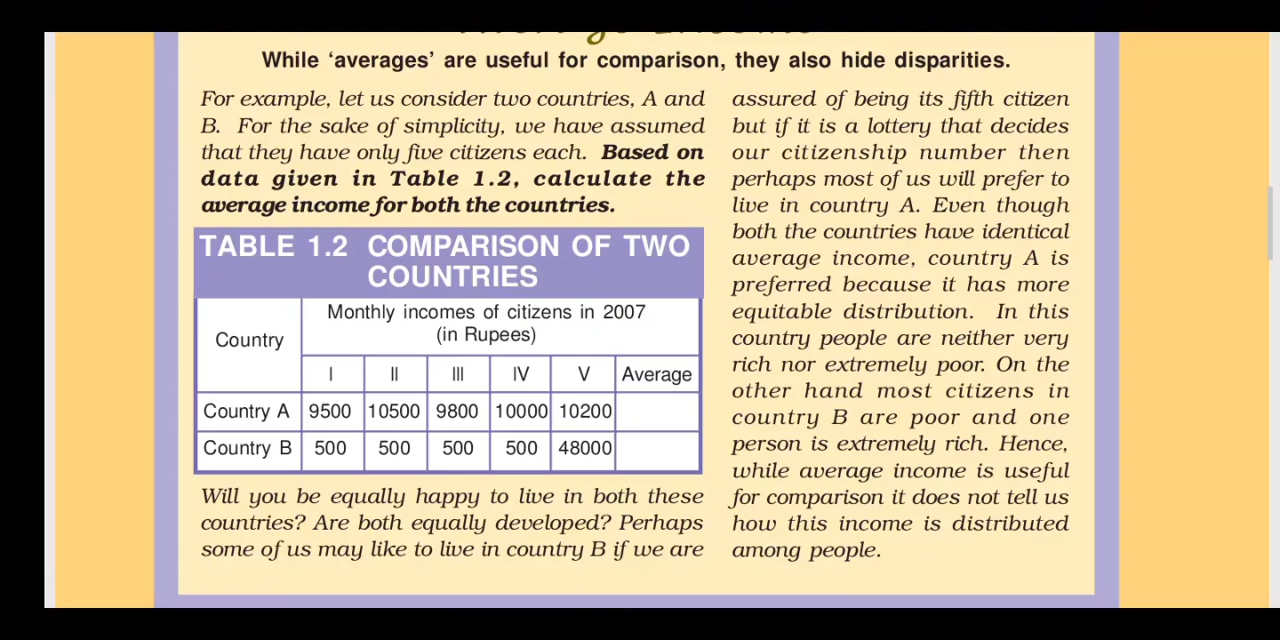 While ‘averages’ are useful for comparison, they also hide disparities.
For example, let us consider two countries, A and
B. For the sake of simplicity, we have assumed
that they have only five citizens each. Based on
data given in Table 1.2, calculate the
average income for both the countries.
TABLE 1.2 COMPARISON OF TWO
COUNTRIES
Country
Monthly incomes of citizens in 2007
(in Rupees)
I II III IV V Average
Country A 9500 10500 9800 10000 10200
Country B 500 500 500 500 48000
Will you be equally happy to live in both these
countries? Are both equally developed? Perhaps
some of us may like to live in country B if we are
assured of being its fifth citizen
but if it is a lottery that decides
our citizenship number then
perhaps most of us will prefer to
live in country A. Even though
both the countries have identical
average income, country A is
preferred because it has more
equitable distribution. In this
country people are neither very
rich nor extremely poor. On the
other hand most citizens in
country B are poor and one
person is extremely rich. Hence,
while average income is useful
for comparison it does not tell us
how this income is distributed
among people.